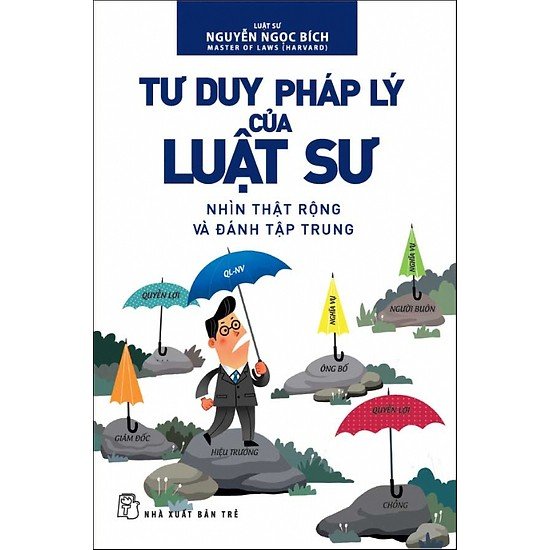 LUẬT SƯ
NGUYỄN NGỌC BÍCH
MASTER OF LAWS (HARVARD)
TƯ DUY PHÁP LÝ
CỦA
LUẬT SƯ
NHÌN THẬT RỘNG
VÀ ĐÁNH TẬP TRUNG
QL-NV
QUYỀN LỢI
NGHĨA VỤ
NGƯỜI BUÔN
NGHĨA VỤ
ÔNG BỐ
GIÁM ĐỐC
HIỆU TRƯỞNG
QUYỀN LỢI
CHỒNG
NHÀ XUẤT BẢN TRẺ